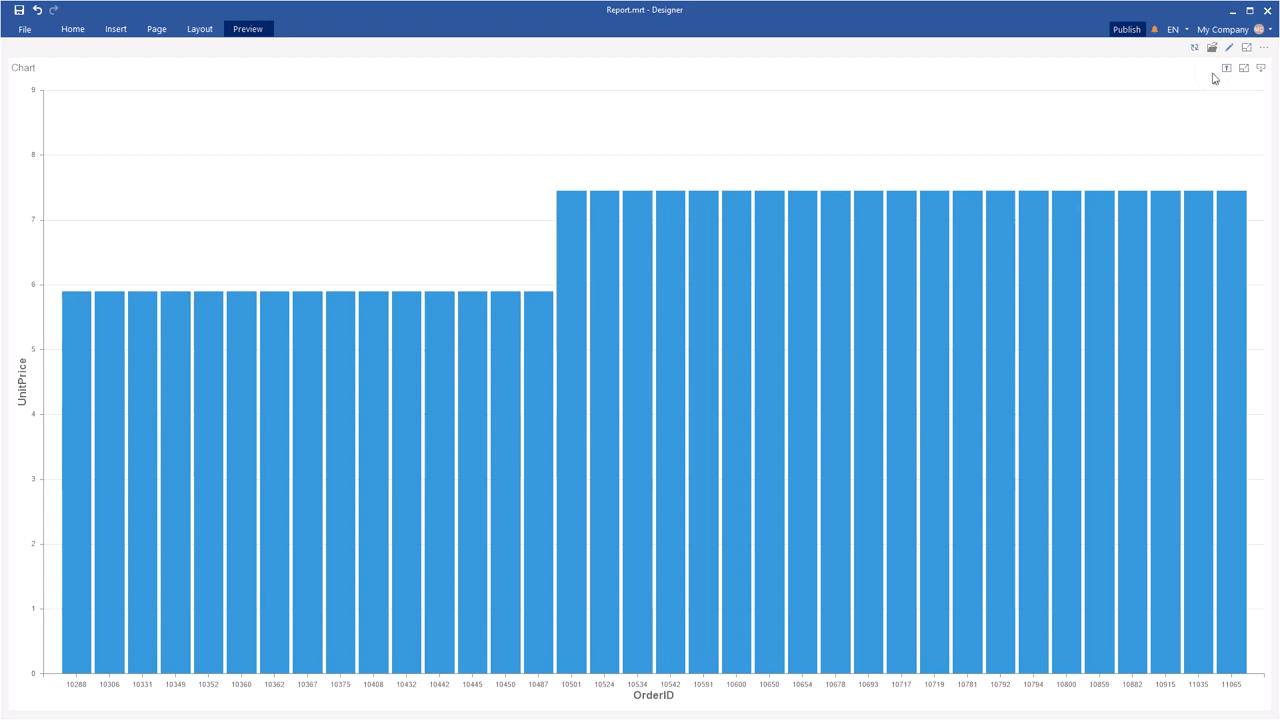 Report.mrt - Designer
File Home Insert Page Layout Preview Publish EN My Company
Chart
9
8
7
6
5
4
3
2
1
0
UnitPrice
10288 10306 10331 10349 10352 10360 10362 10367 10375 10408 10432 10442 10445 10450 10487 10501 10524 10534 10542 10591 10600 10650 10654 10678 10693 10717 10719 10781 10792 10794 10800 10859 10882 10915 11035 11065
OrderID